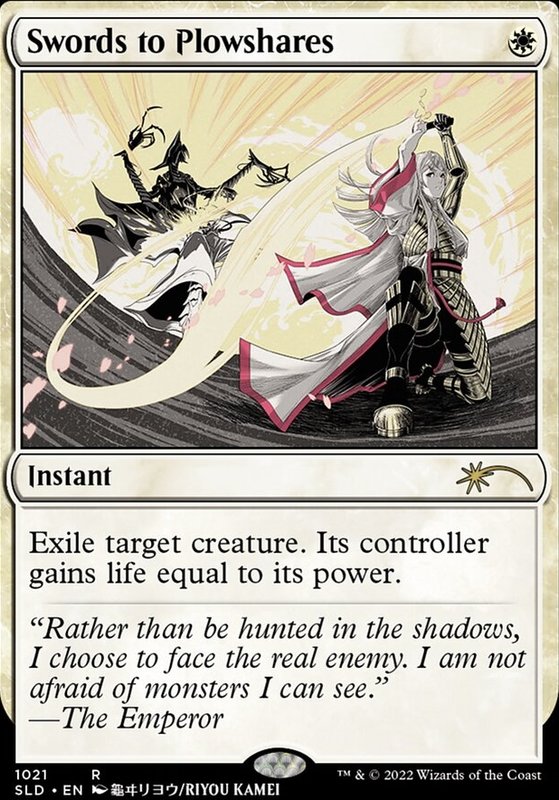 Swords to Plowshares
Instant
Exile target creature. Its controller
gains life equal to its power.
“Rather than be hunted in the shadows,
I choose to face the real enemy. I am not
afraid of monsters I can see.”
—The Emperor
1021 R
SLD • EN 龜ヰリヨウ/RIYOU KAMEI
™ & © 2022 Wizards of the Coast